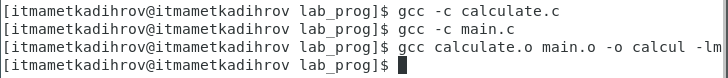 [itmametkadihrov@itmametkadihrov lab_prog]$ gcc -c calculate.c
[itmametkadihrov@itmametkadihrov lab_prog]$ gcc -c main.c
[itmametkadihrov@itmametkadihrov lab_prog]$ gcc calculate.o main.o -o calcul -lm
[itmametkadihrov@itmametkadihrov lab_prog]$